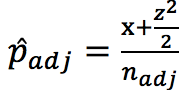 p̂_adj = (x + z²/2) / n_adj